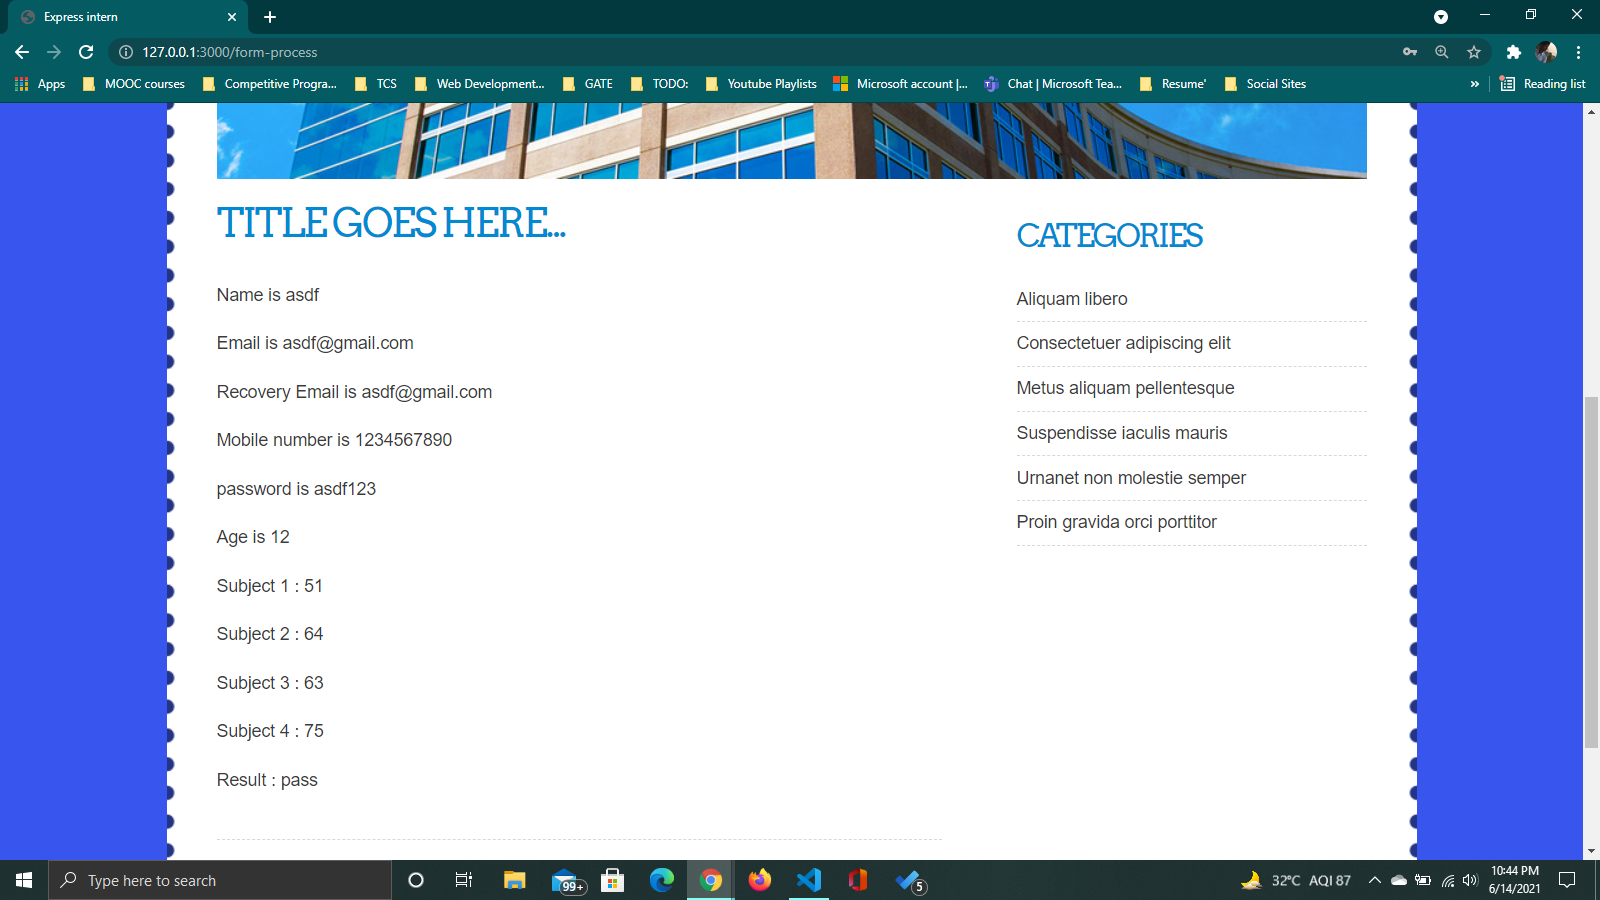 Express intern
127.0.0.1:3000/form-process
Apps MOOC courses Competitive Progra... TCS Web Development... GATE TODO: Youtube Playlists Microsoft account |... Chat | Microsoft Tea... Resume' Social Sites » Reading list
TITLE GOES HERE...
Name is asdf
Email is asdf@gmail.com
Recovery Email is asdf@gmail.com
Mobile number is 1234567890
password is asdf123
Age is 12
Subject 1 : 51
Subject 2 : 64
Subject 3 : 63
Subject 4 : 75
Result : pass
CATEGORIES
Aliquam libero
Consectetuer adipiscing elit
Metus aliquam pellentesque
Suspendisse iaculis mauris
Urnanet non molestie semper
Proin gravida orci porttitor
Type here to search
99+
5
32°C AQI 87
10:44 PM
6/14/2021